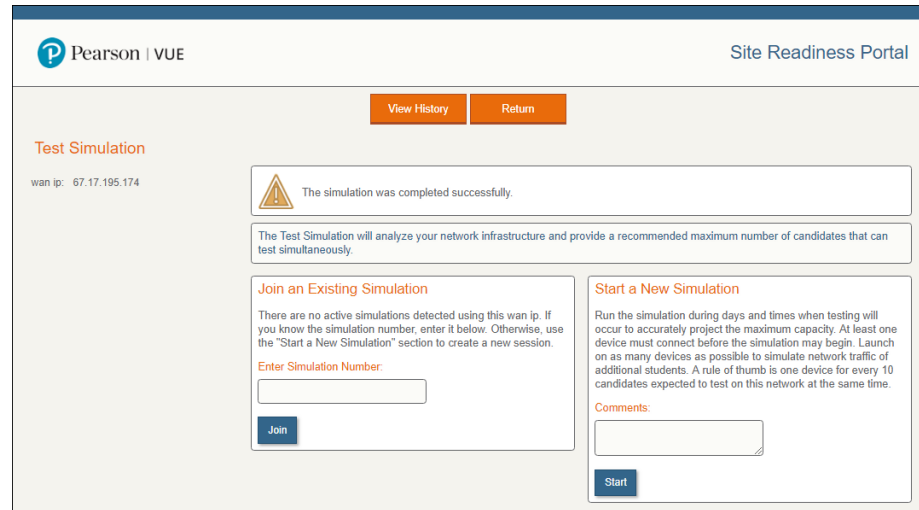 Pearson | VUE
Site Readiness Portal
View History
Return
Test Simulation
wan ip: 67.17.195.174
The simulation was completed successfully.
The Test Simulation will analyze your network infrastructure and provide a recommended maximum number of candidates that can
test simultaneously.
Join an Existing Simulation
There are no active simulations detected using this wan ip. If
you know the simulation number, enter it below. Otherwise, use
the "Start a New Simulation" section to create a new session.
Enter Simulation Number:
Join
Start a New Simulation
Run the simulation during days and times when testing will
occur to accurately project the maximum capacity. At least one
device must connect before the simulation may begin. Launch
on as many devices as possible to simulate network traffic of
additional students. A rule of thumb is one device for every 10
candidates expected to test on this network at the same time.
Comments:
Start